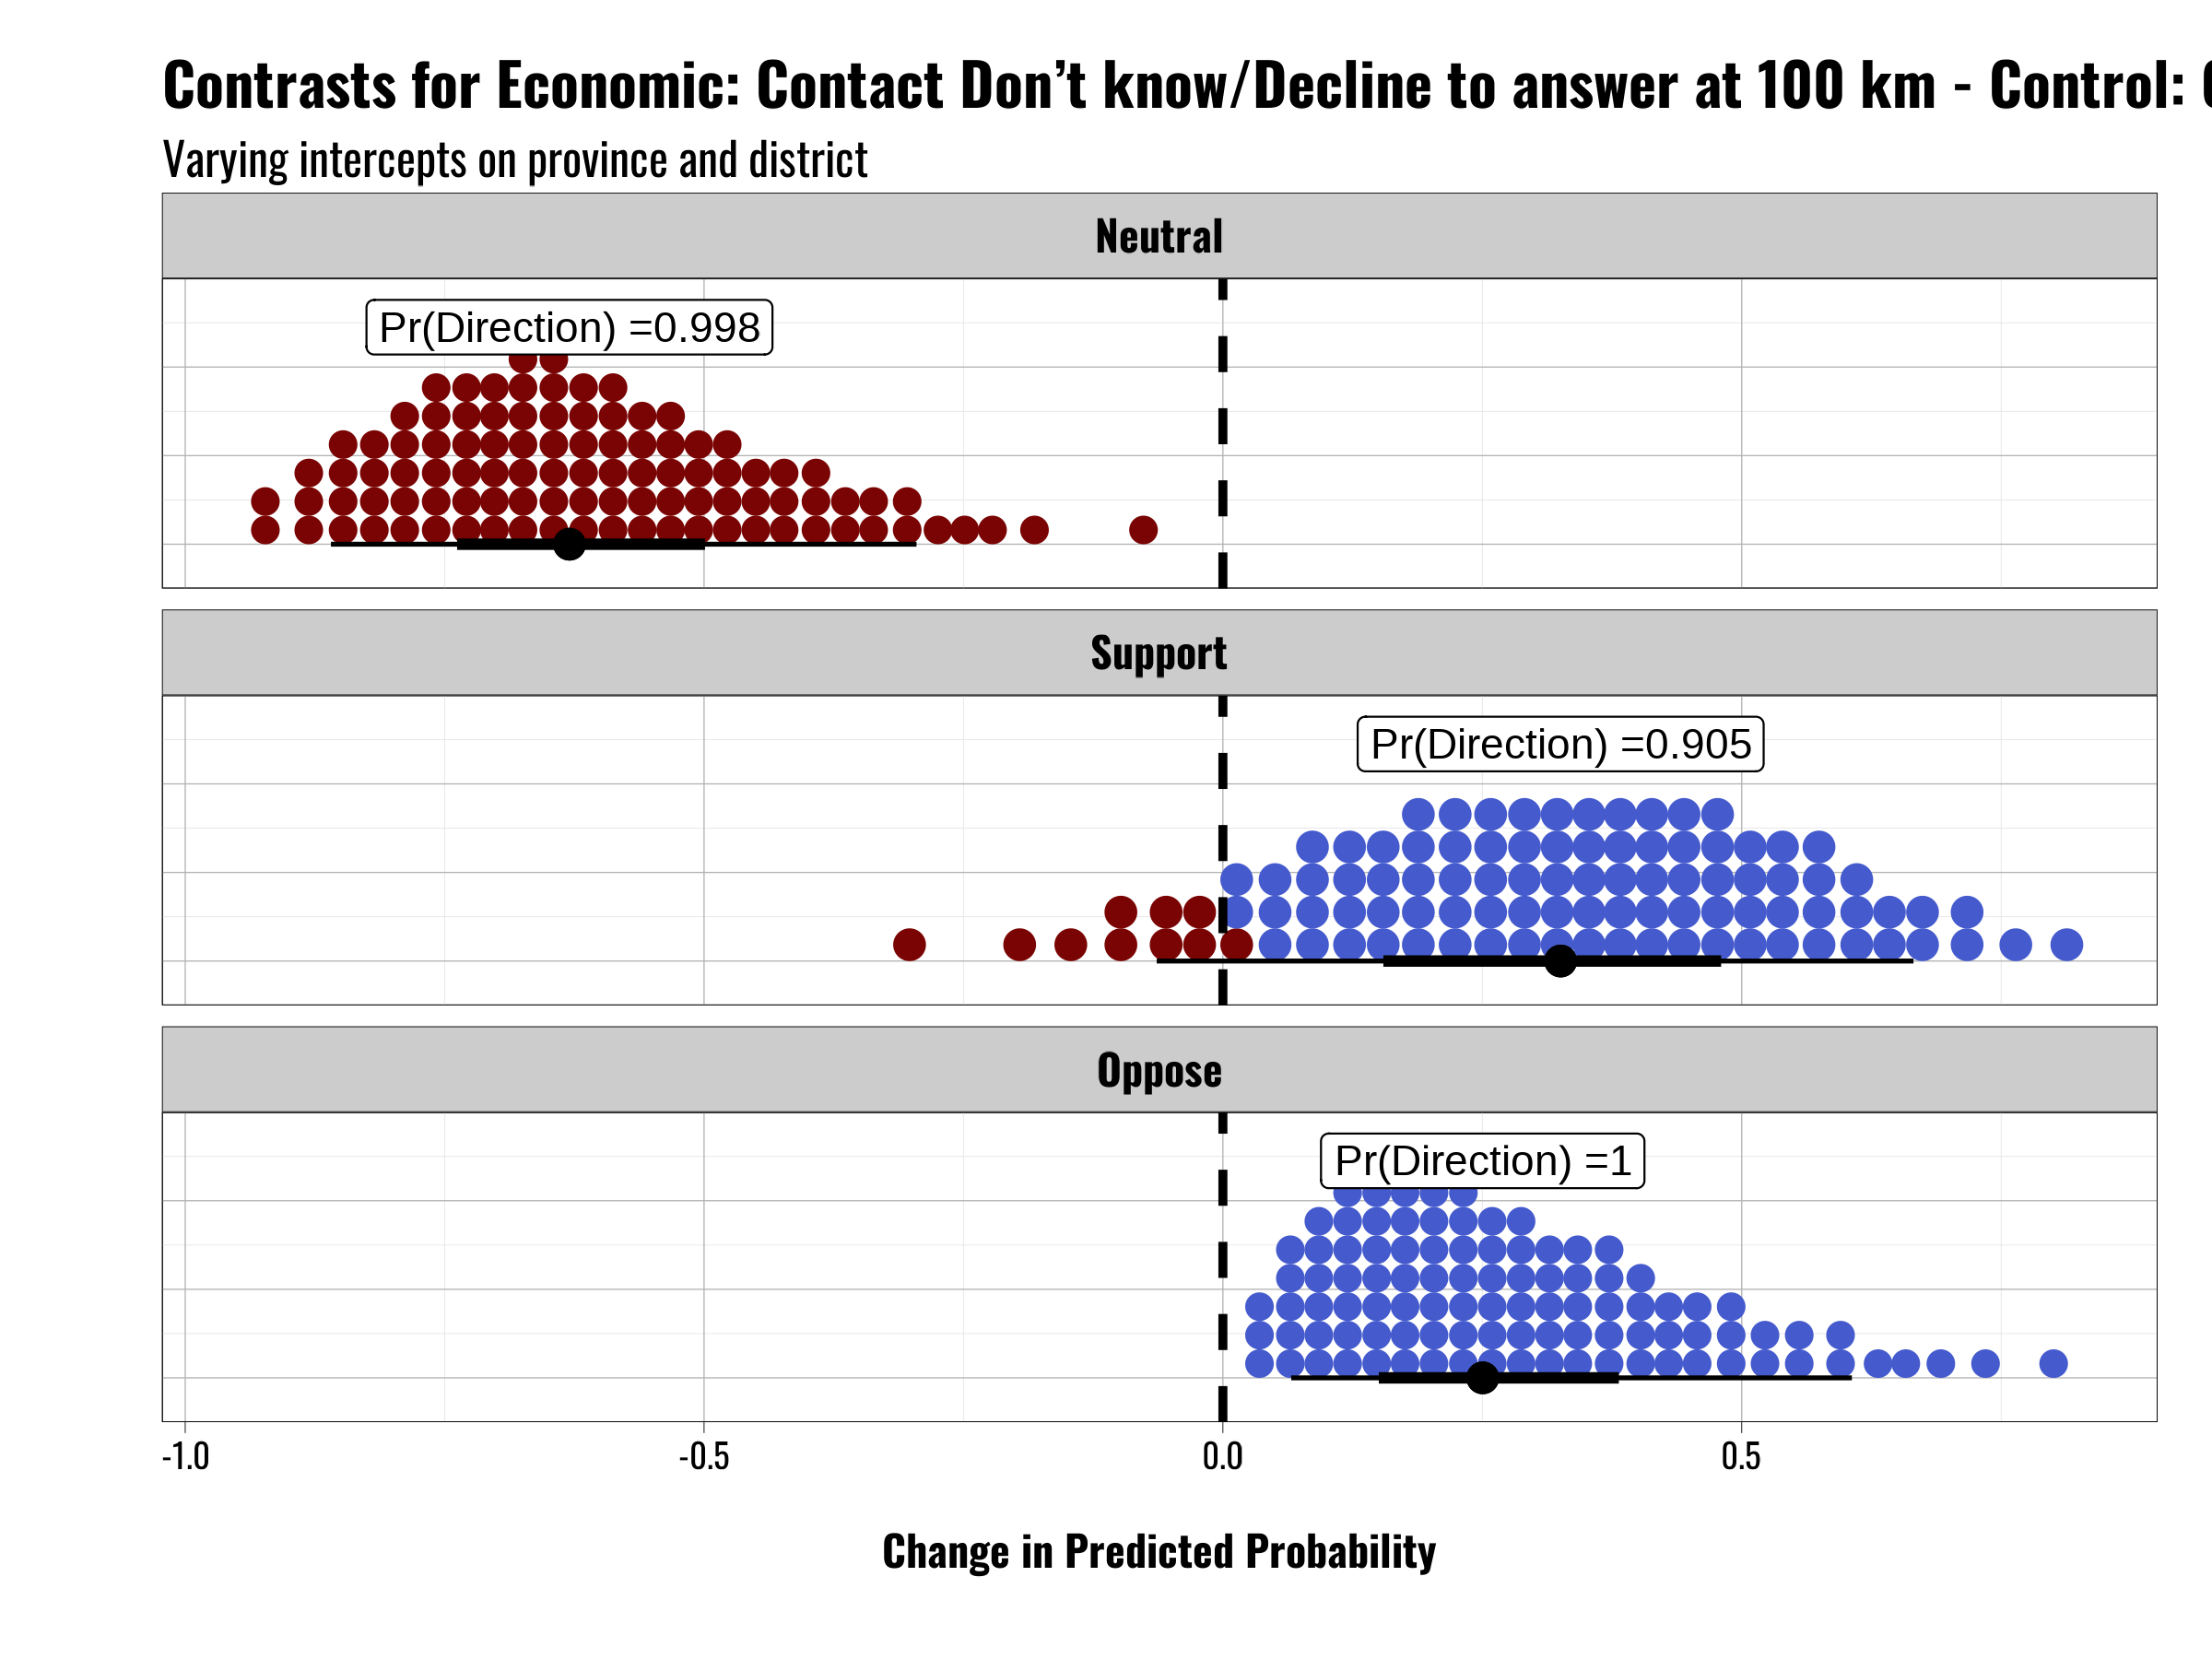 Contrasts for Economic: Contact Don’t know/Decline to answer at 100 km - Control:
Varying intercepts on province and district
Neutral
Pr(Direction) =0.998
Support
Pr(Direction) =0.905
Oppose
Pr(Direction) =1
-1.0 -0.5 0.0 0.5
Change in Predicted Probability